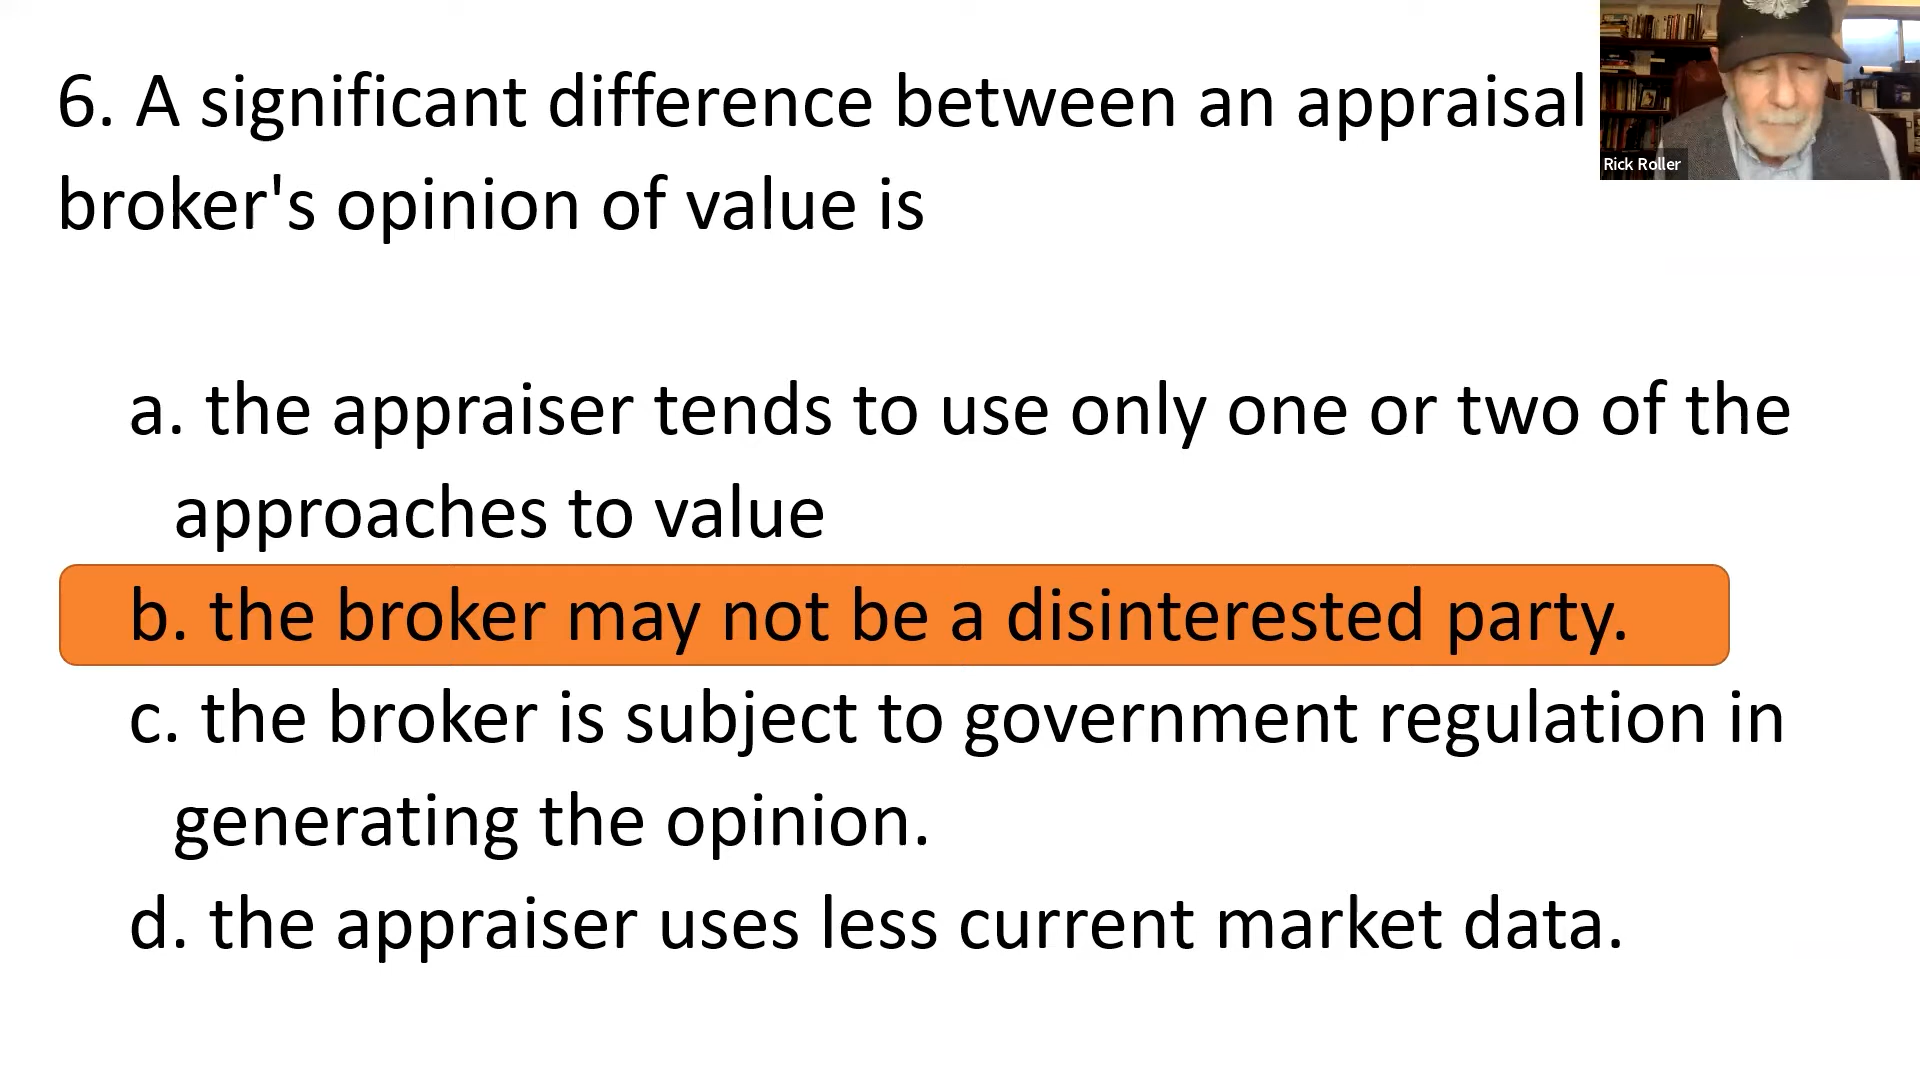 6. A significant difference between an appraisal
Rick Roller
broker's opinion of value is
a. the appraiser tends to use only one or two of the
approaches to value
b. the broker may not be a disinterested party.
c. the broker is subject to government regulation in
generating the opinion.
d. the appraiser uses less current market data.